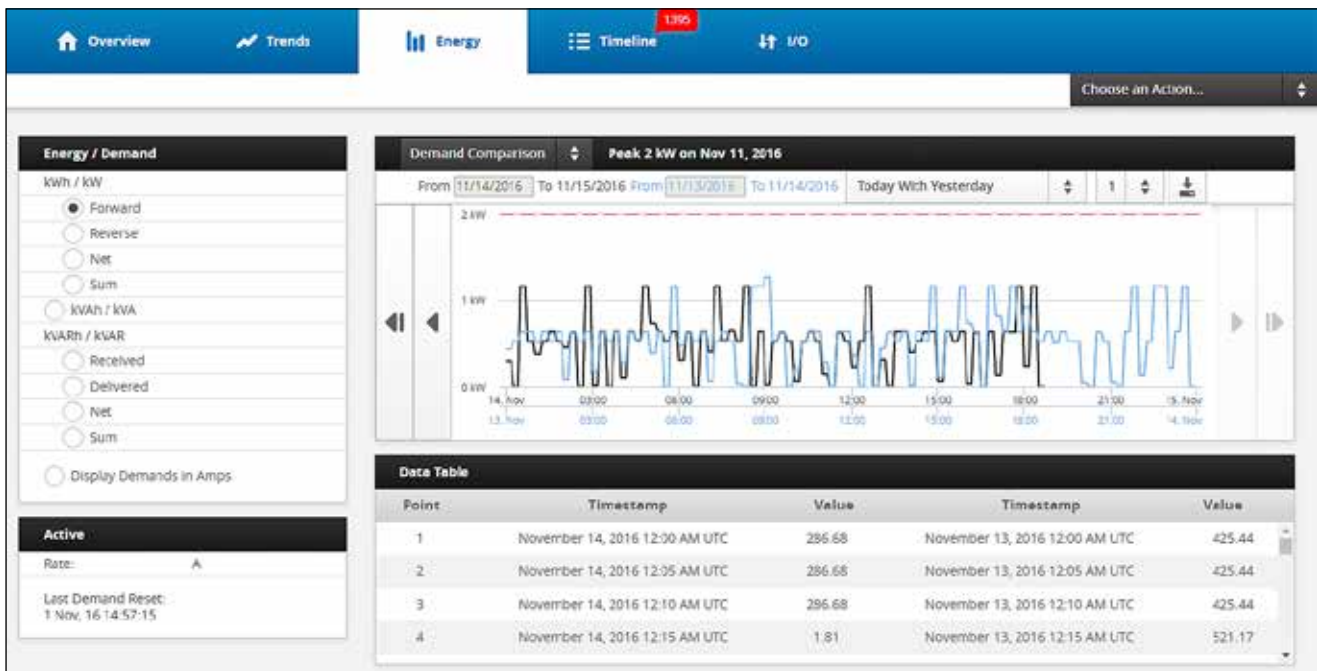 Overview
Trends
Energy
Timeline
1395
I/O
Choose an Action...
Energy / Demand
kWh / kW
Forward
Reverse
Net
Sum
kVAh / kVA
kVARh / kVAR
Received
Delivered
Net
Sum
Display Demands in Amps
Active
Rate: A
Last Demand Reset:
1 Nov, 16 14:57:15
Demand Comparison Peak 2 kW on Nov 11, 2016
From 11/14/2016 To 11/15/2016 From 11/13/2016 To 11/14/2016 Today With Yesterday 1
2 kW
1 kW
0 kW
14. Nov 03:00 06:00 09:00 12:00 15:00 18:00 21:00 15. Nov
13. Nov 03:00 06:00 09:00 12:00 15:00 18:00 21:00 14. Nov
Data Table
Point Timestamp Value Timestamp Value
1 November 14, 2016 12:00 AM UTC 286.68 November 13, 2016 12:00 AM UTC 425.44
2 November 14, 2016 12:05 AM UTC 286.68 November 13, 2016 12:05 AM UTC 425.44
3 November 14, 2016 12:10 AM UTC 286.68 November 13, 2016 12:10 AM UTC 425.44
4 November 14, 2016 12:15 AM UTC 1.81 November 13, 2016 12:15 AM UTC 521.17